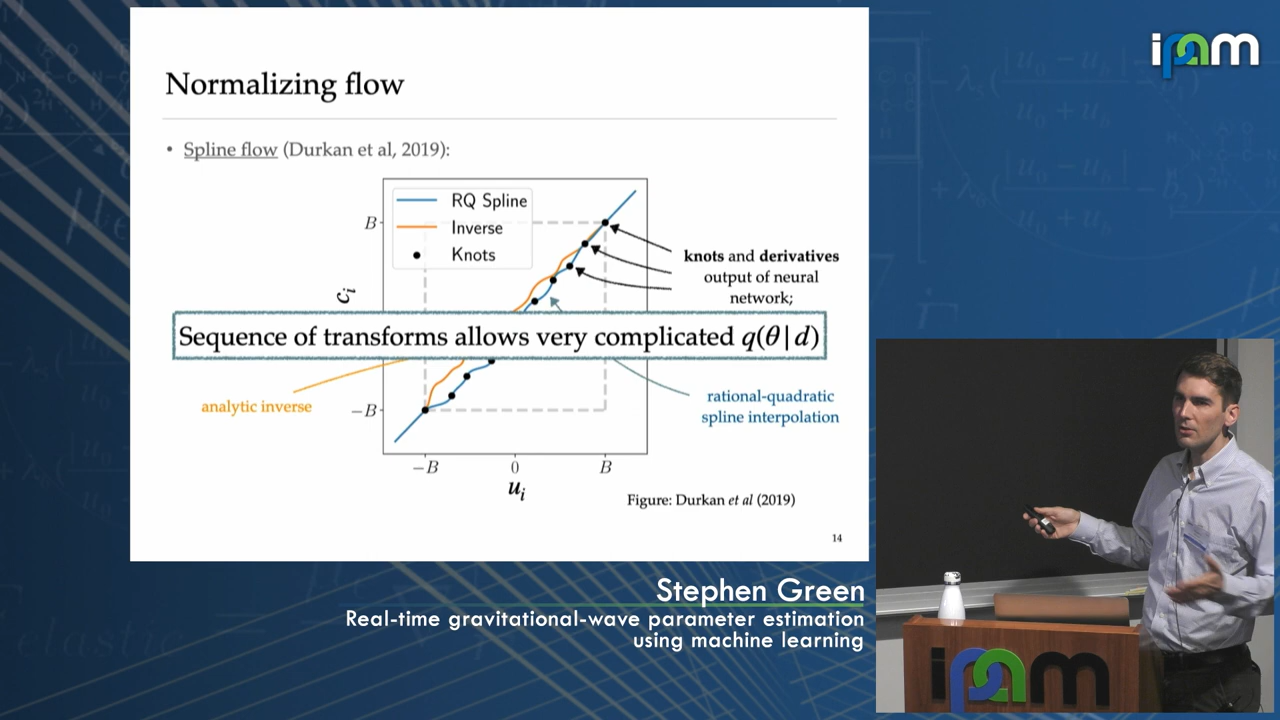 ipam
Normalizing flow
• Spline flow (Durkan et al, 2019):
RQ Spline
Inverse
Knots
B
knots and derivatives
output of neural
network;
c_i
Sequence of transforms allows very complicated q(θ|d)
analytic inverse
rational-quadratic
spline interpolation
−B
−B
0
B
u_i
Figure: Durkan et al (2019)
14
Stephen Green
Real-time gravitational-wave parameter estimation
using machine learning
ipam